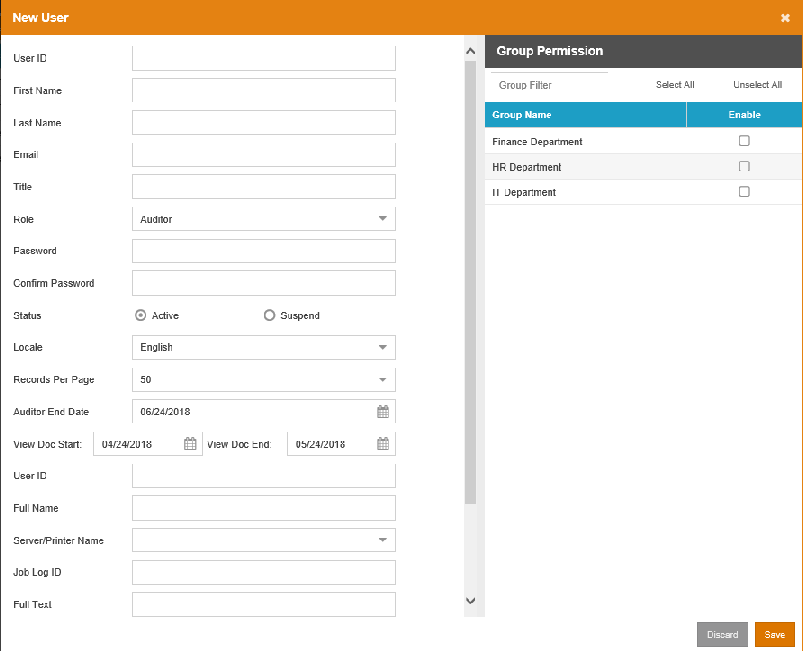 New User
User ID
First Name
Last Name
Email
Title
Role Auditor
Password
Confirm Password
Status Active Suspend
Locale English
Records Per Page 50
Auditor End Date 06/24/2018
View Doc Start: 04/24/2018 View Doc End: 05/24/2018
User ID
Full Name
Server/Printer Name
Job Log ID
Full Text
Group Permission
Group Filter Select All Unselect All
Group Name Enable
Finance Department
HR Department
IT Department
Discard Save